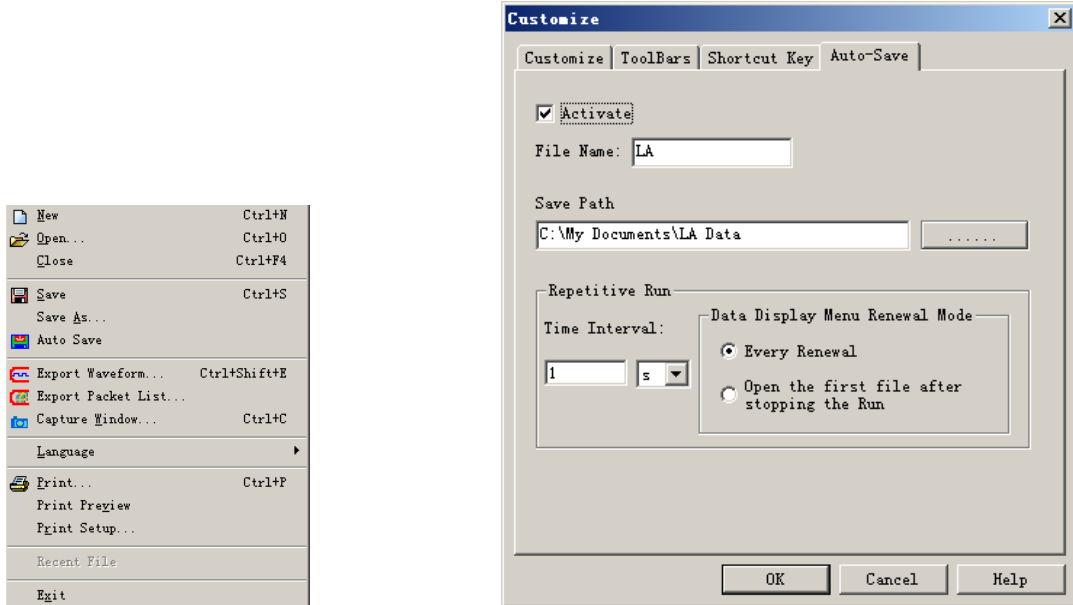 New Ctrl+N
Open... Ctrl+O
Close Ctrl+F4
Save Ctrl+S
Save As...
Auto Save
Export Waveform... Ctrl+Shift+E
Export Packet List...
Capture Window... Ctrl+C
Language
Print... Ctrl+P
Print Preview
Print Setup...
Recent File
Exit
Customize
Customize ToolBars Shortcut Key Auto-Save
Activate
File Name: LA
Save Path
C:\My Documents\LA Data ......
Repetitive Run
Time Interval:
1 s
Data Display Menu Renewal Mode
Every Renewal
Open the first file after
stopping the Run
OK Cancel Help